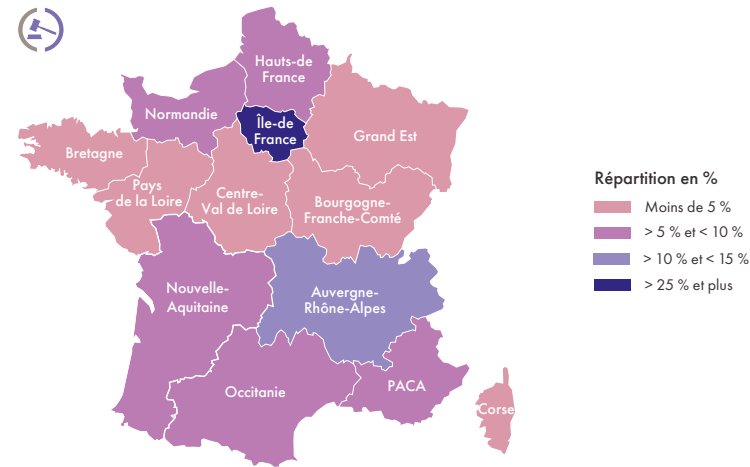 Hauts-de
France
Normandie
Île-de
France
Grand Est
Bretagne
Pays
de la Loire
Centre-
Val de Loire
Bourgogne-
Franche-Comté
Nouvelle-
Aquitaine
Auvergne-
Rhône-Alpes
Occitanie
PACA
Corse
Répartition en %
Moins de 5 %
> 5 % et < 10 %
> 10 % et < 15 %
> 25 % et plus